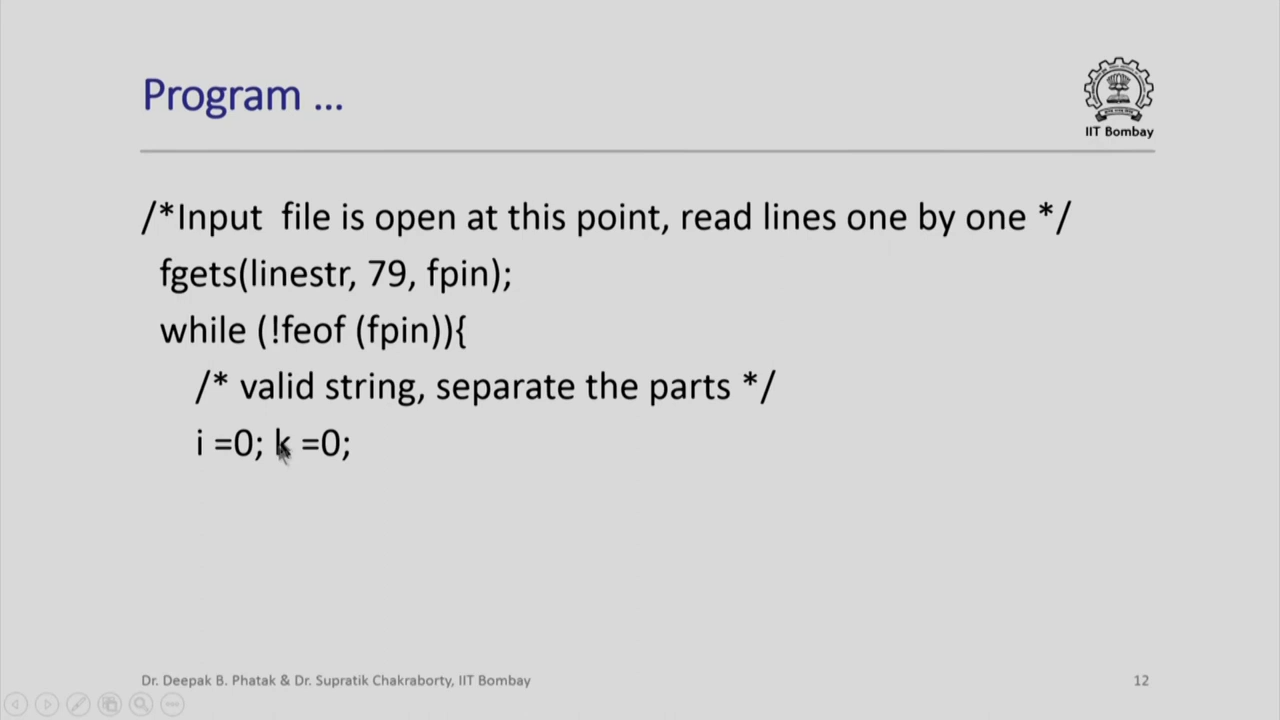 Program ...
IIT Bombay
/*Input file is open at this point, read lines one by one */
fgets(linestr, 79, fpin);
while (!feof (fpin)){
/* valid string, separate the parts */
i =0; k =0;
Dr. Deepak B. Phatak & Dr. Supratik Chakraborty, IIT Bombay
12